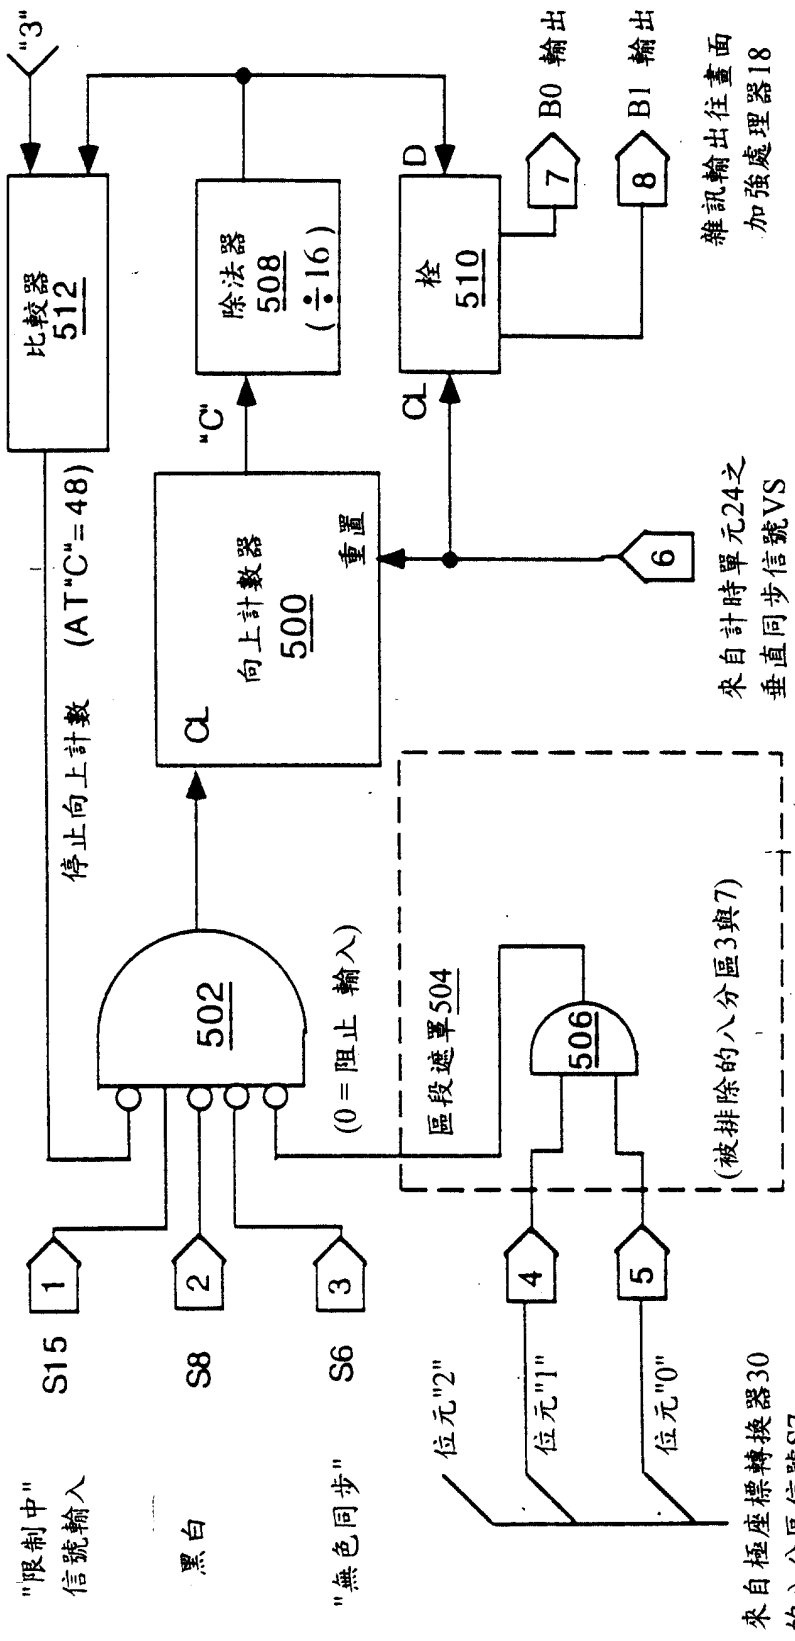 "限制中"
信號輸入
S15
1
黑白
S8
2
"無色同步"
S6
3
502
(0=阻止 輸入)
停止向上計數 (AT"C"=48)
比較器
512
"3"
CL
向上計數器
500
重置
"C"
除法器
508
(÷16)
D
CL
栓
510
7
B0 輸出
8
B1 輸出
雜訊輸出往畫面
加強處理器18
6
來自計時單元24之
垂直同步信號VS
區段遮罩504
506
(被排除的八分區3與7)
4
5
位元"2"
位元"1"
位元"0"
來自極座標轉換器30